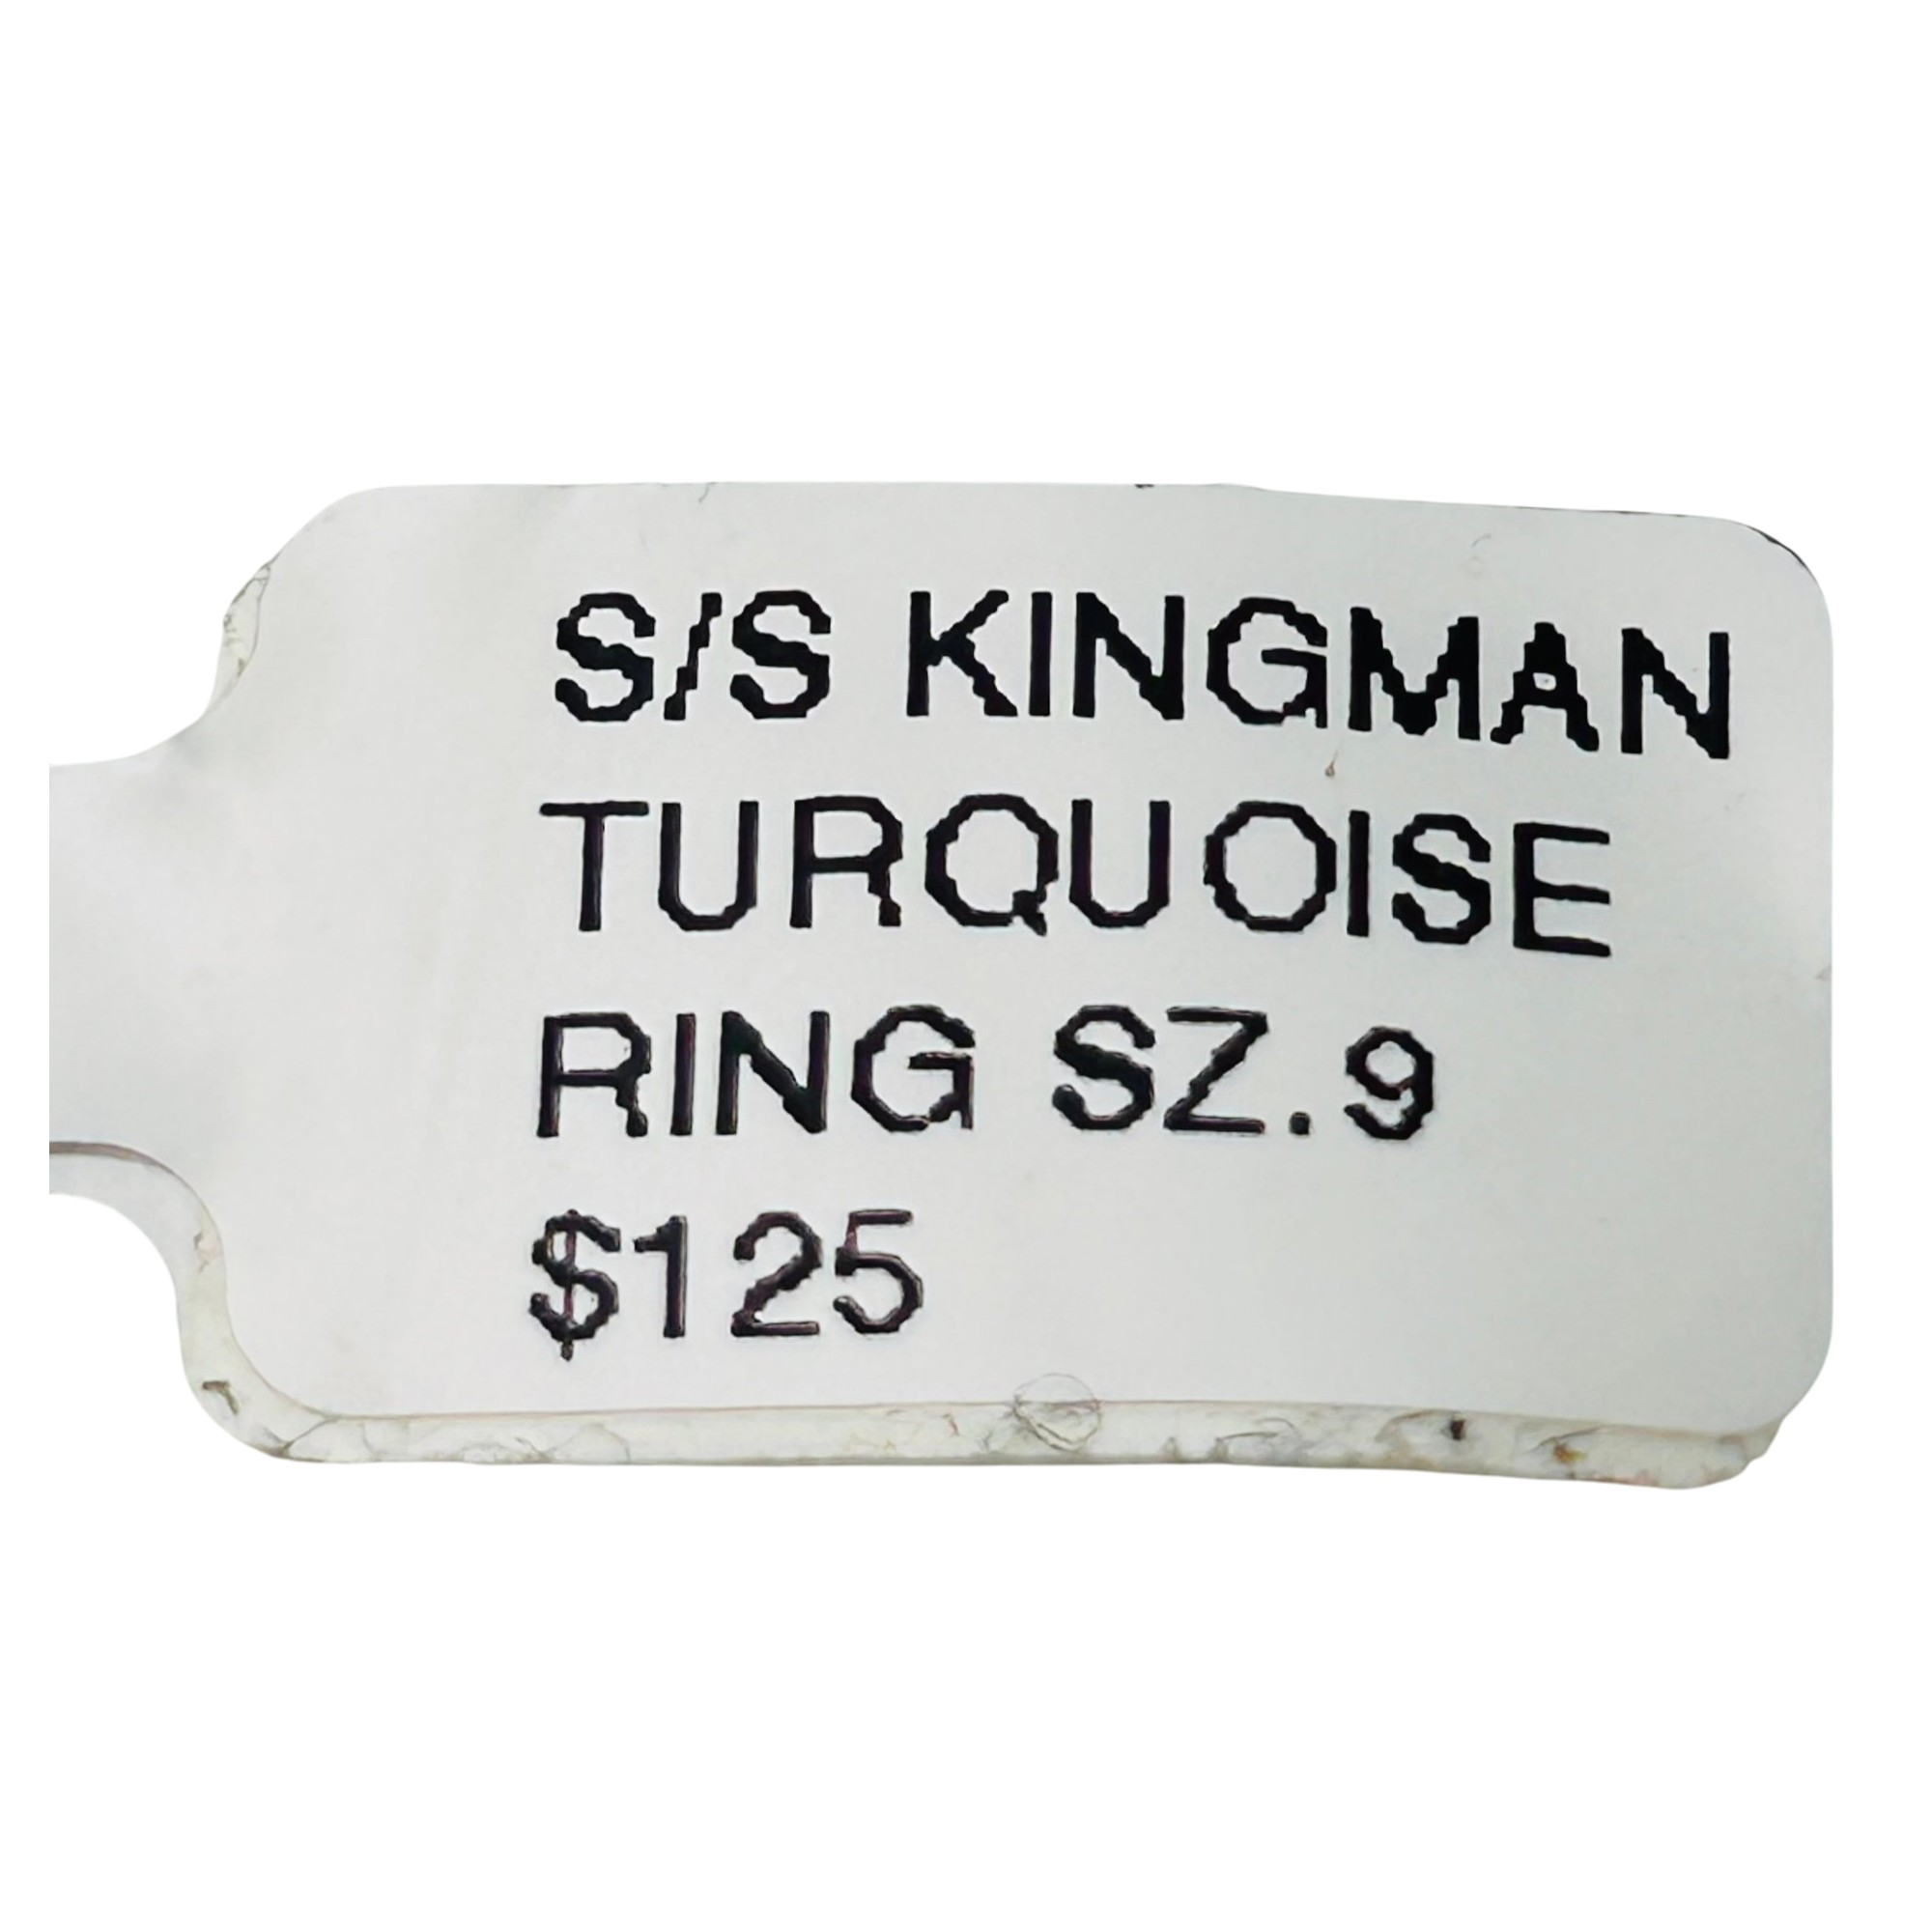 S/S KINGMAN
TURQUOISE
RING SZ.9
$125